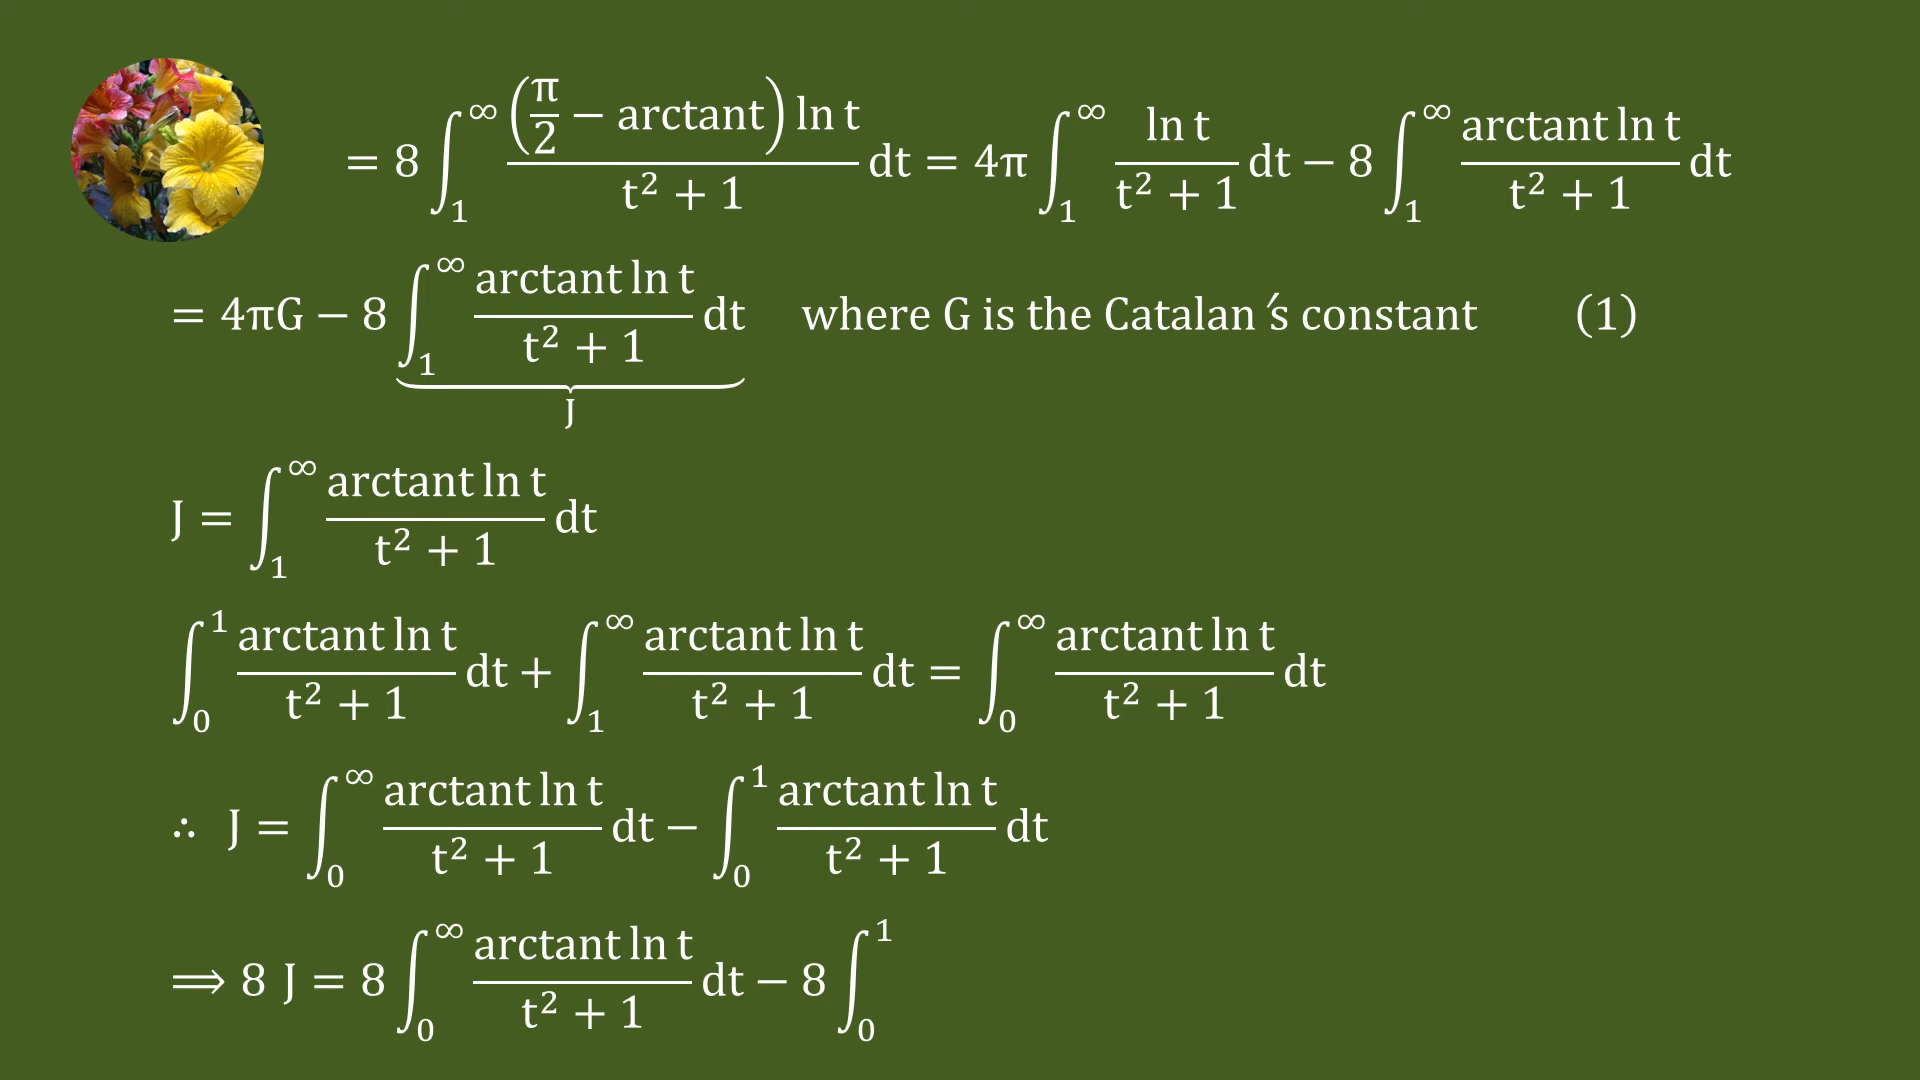 = 8 ∫₁^∞ (π/2 − arctant) ln t / (t² + 1) dt = 4π ∫₁^∞ ln t / (t² + 1) dt − 8 ∫₁^∞ arctant ln t / (t² + 1) dt
= 4πG − 8 ∫₁^∞ arctant ln t / (t² + 1) dt where G is the Catalan ′s constant (1)
J
J = ∫₁^∞ arctant ln t / (t² + 1) dt
∫₀^1 arctant ln t / (t² + 1) dt + ∫₁^∞ arctant ln t / (t² + 1) dt = ∫₀^∞ arctant ln t / (t² + 1) dt
∴ J = ∫₀^∞ arctant ln t / (t² + 1) dt − ∫₀^1 arctant ln t / (t² + 1) dt
⟹ 8 J = 8 ∫₀^∞ arctant ln t / (t² + 1) dt − 8 ∫₀^1